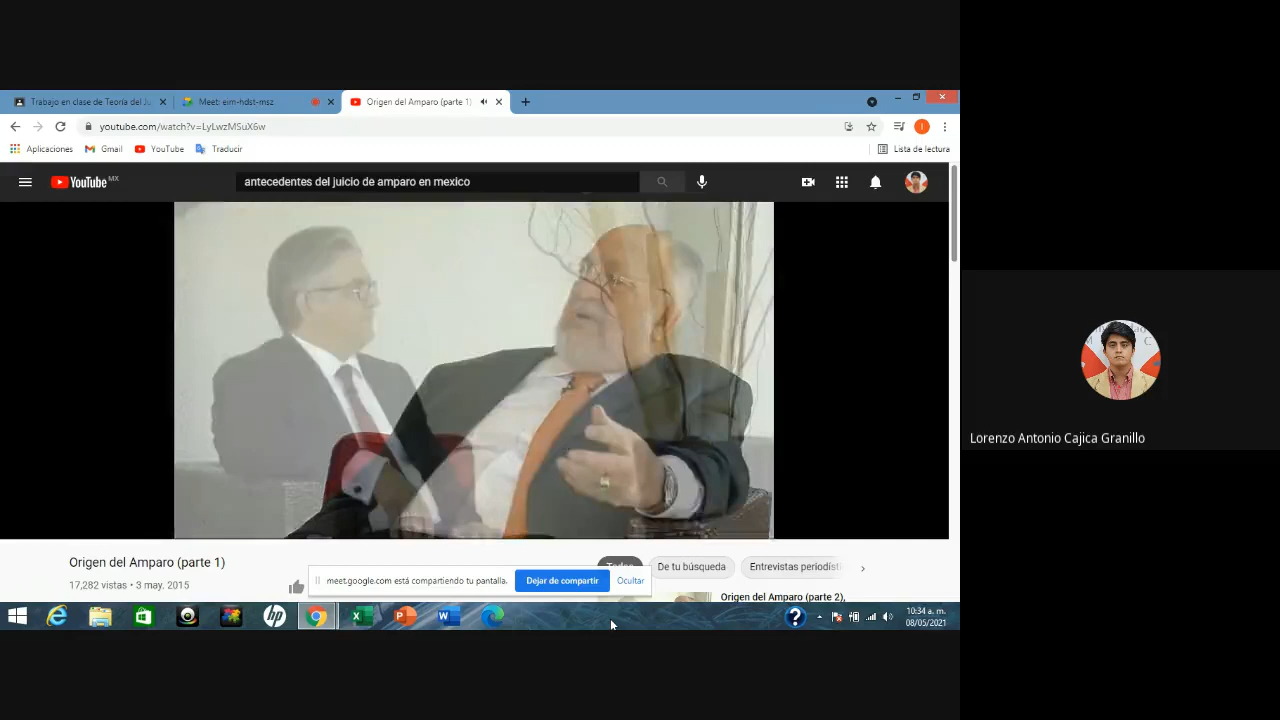 Trabajo en clase de Teoría del Ju
Meet: eim-hdst-msz
Origen del Amparo (parte 1)
youtube.com/watch?v=LyLwzMSuX6w
Aplicaciones
Gmail
YouTube
Traducir
Lista de lectura
YouTube MX
antecedentes del juicio de amparo en mexico
Lorenzo Antonio Cajica Granillo
Origen del Amparo (parte 1)
17,282 vistas • 3 may. 2015
De tu búsqueda
Entrevistas periodísti
meet.google.com está compartiendo tu pantalla.
Dejar de compartir
Ocultar
Origen del Amparo (parte 2),
10:34 a. m.
08/05/2021